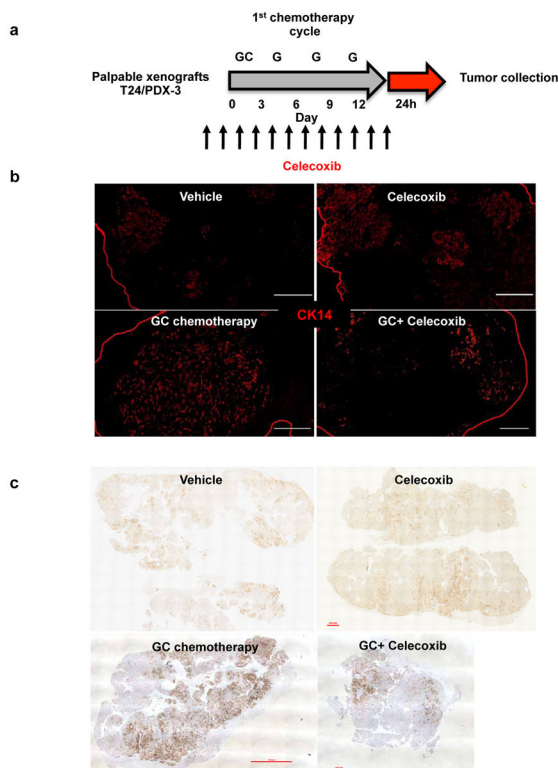 a
1st chemotherapy
cycle
GC G G G
Palpable xenografts
T24/PDX-3
Tumor collection
0 3 6 9 12 24h
Day
Celecoxib
b
Vehicle
Celecoxib
CK14
GC chemotherapy
GC+ Celecoxib
c
Vehicle
Celecoxib
GC chemotherapy
GC+ Celecoxib